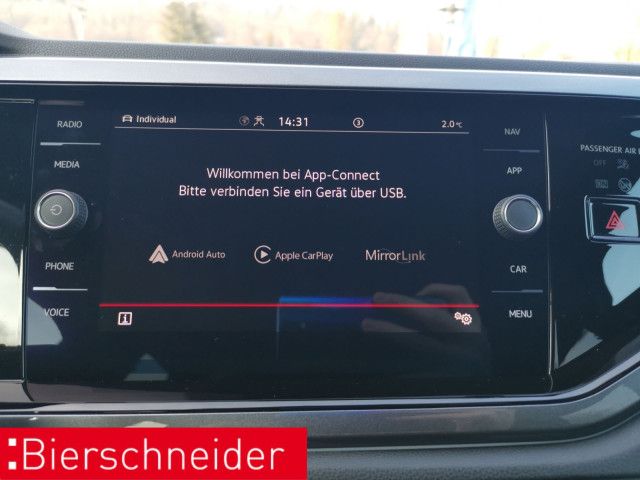 Individual 14:31 3 2.0°C
RADIO
NAV
PASSENGER AIR
MEDIA
APP
OFF
Willkommen bei App-Connect
Bitte verbinden Sie ein Gerät über USB.
Android Auto Apple CarPlay MirrorLink
PHONE
CAR
VOICE
MENU
i
:Bierschneider